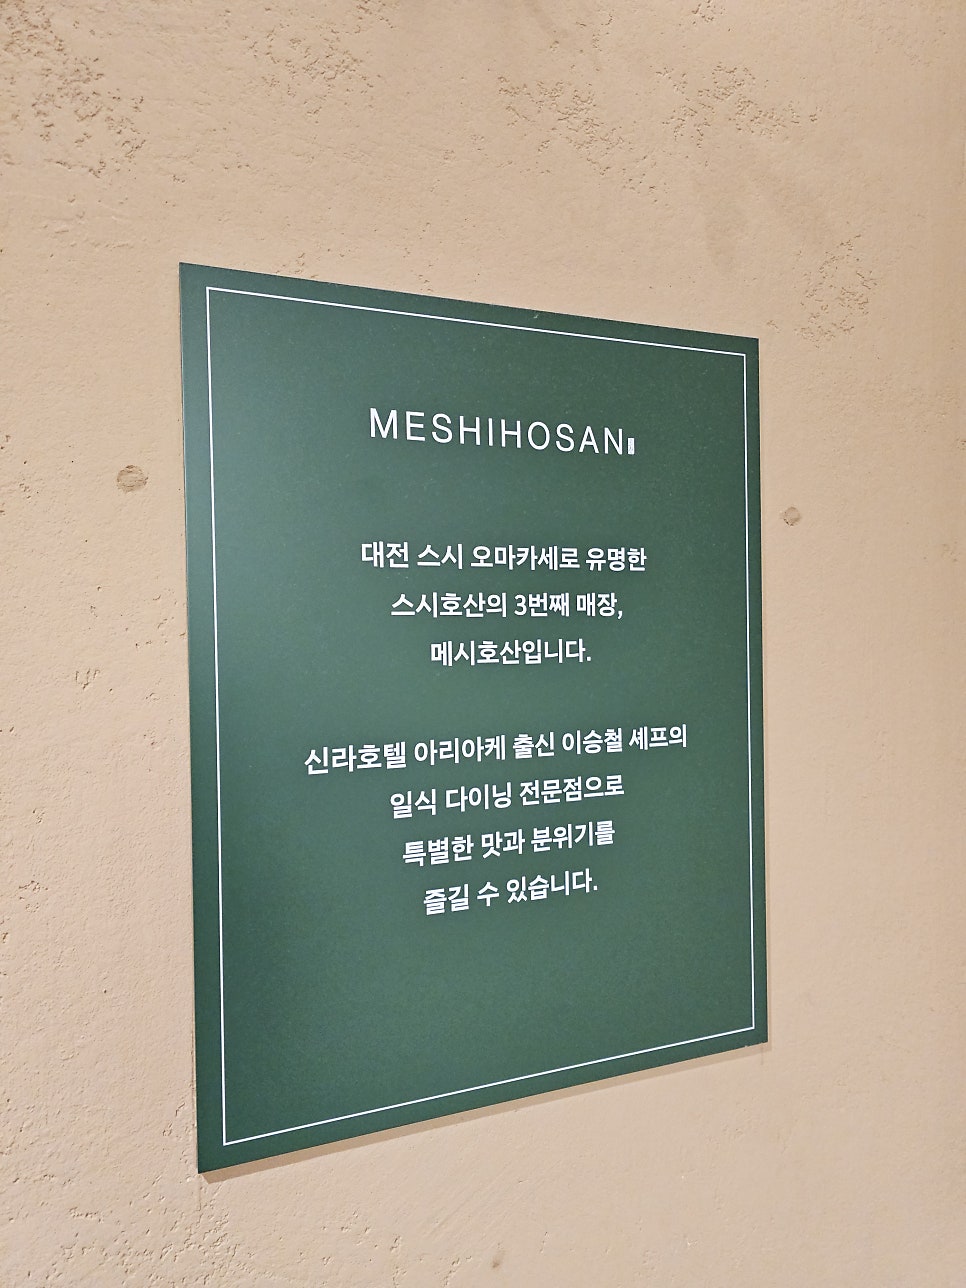 MESHIHOSAN
대전 스시 오마카세로 유명한
스시호산의 3번째 매장,
메시호산입니다.
신라호텔 아리아케 출신 이승철 셰프의
일식 다이닝 전문점으로
특별한 맛과 분위기를
즐길 수 있습니다.